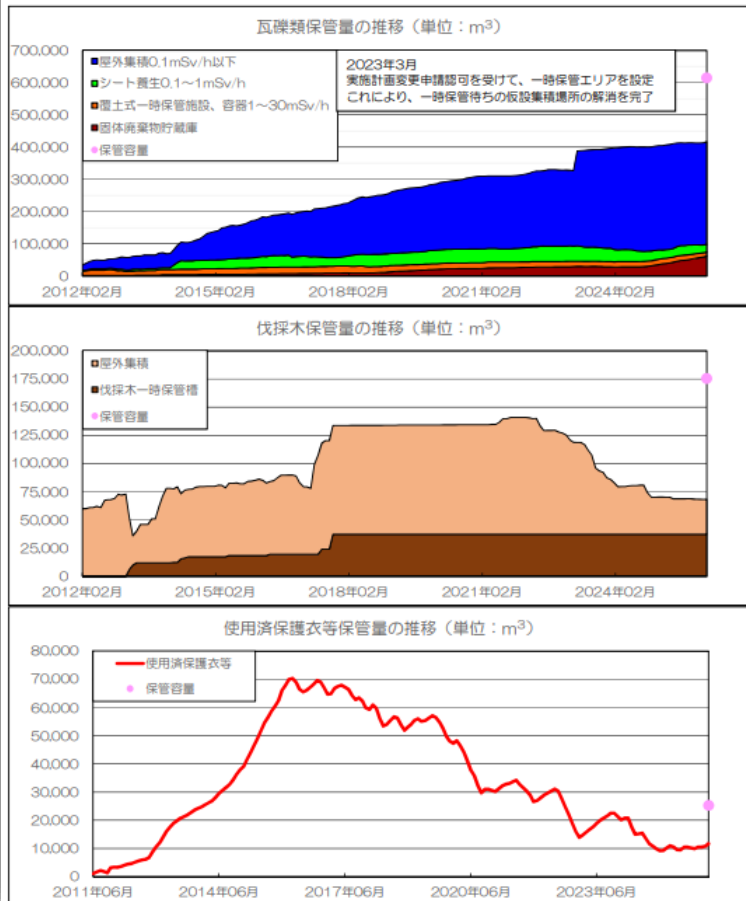 瓦礫類保管量の推移（単位：m³）
700,000
600,000
500,000
400,000
300,000
200,000
100,000
0
屋外集積0.1mSv/h以下
シート養生0.1～1mSv/h
覆土式一時保管施設、容器1～30mSv/h
固体廃棄物貯蔵庫
保管容量
2023年3月
実施計画変更申請認可を受けて、一時保管エリアを設定
これにより、一時保管待ちの仮設集積場所の解消を完了
2012年02月 2015年02月 2018年02月 2021年02月 2024年02月
伐採木保管量の推移（単位：m³）
200,000
175,000
150,000
125,000
100,000
75,000
50,000
25,000
0
屋外集積
伐採木一時保管槽
保管容量
2012年02月 2015年02月 2018年02月 2021年02月 2024年02月
使用済保護衣等保管量の推移（単位：m³）
80,000
70,000
60,000
50,000
40,000
30,000
20,000
10,000
0
使用済保護衣等
保管容量
2011年06月 2014年06月 2017年06月 2020年06月 2023年06月